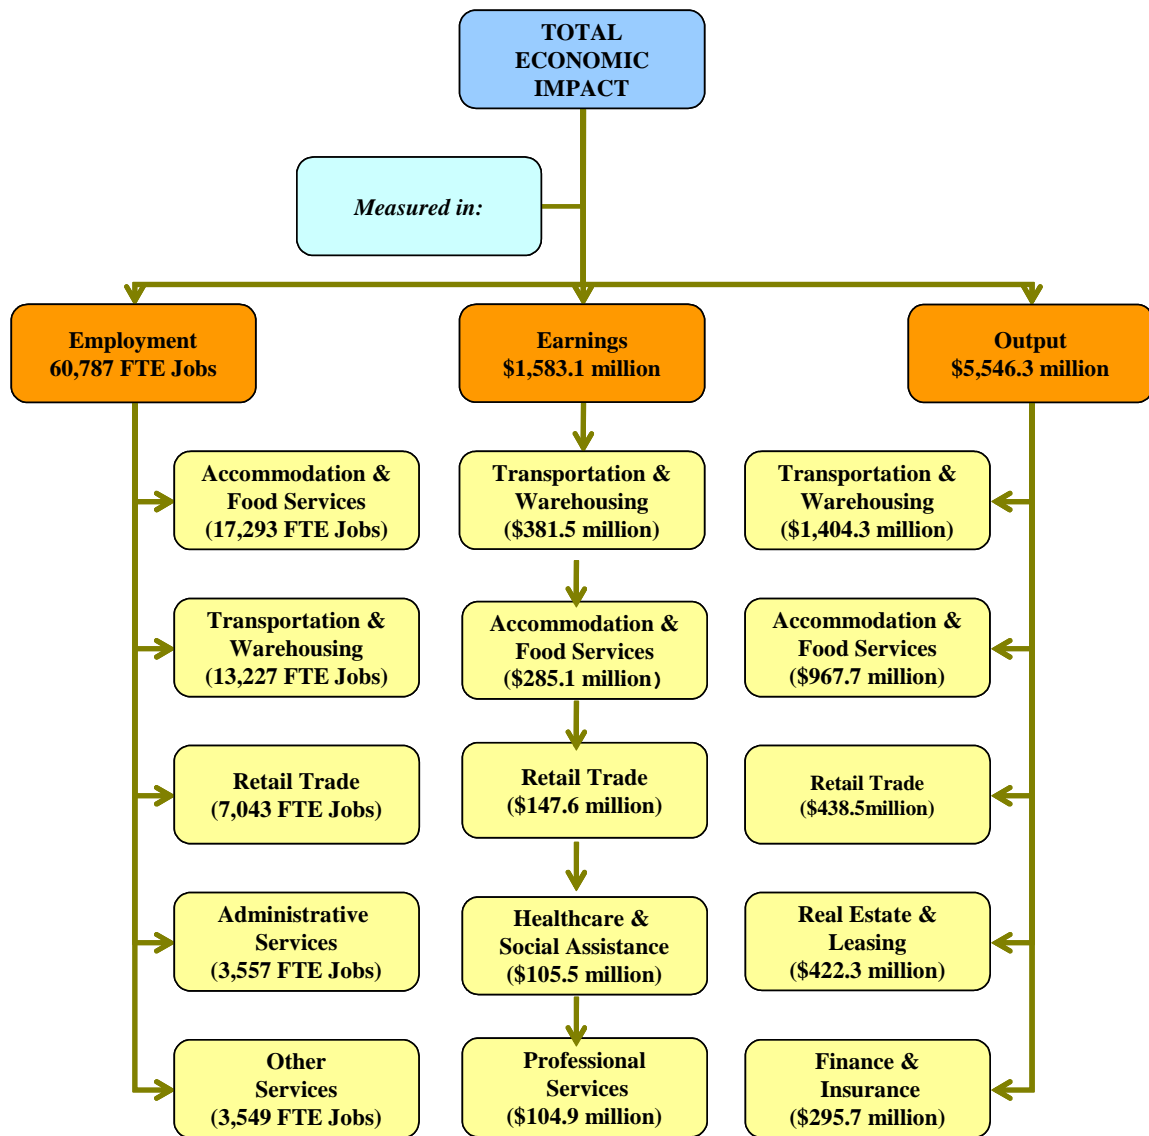 TOTAL
ECONOMIC
IMPACT
Measured in:
Employment
60,787 FTE Jobs
Earnings
$1,583.1 million
Output
$5,546.3 million
Accommodation &
Food Services
(17,293 FTE Jobs)
Transportation &
Warehousing
($381.5 million)
Transportation &
Warehousing
($1,404.3 million)
Transportation &
Warehousing
(13,227 FTE Jobs)
Accommodation &
Food Services
($285.1 million)
Accommodation &
Food Services
($967.7 million)
Retail Trade
(7,043 FTE Jobs)
Retail Trade
($147.6 million)
Retail Trade
($438.5million)
Administrative
Services
(3,557 FTE Jobs)
Healthcare &
Social Assistance
($105.5 million)
Real Estate &
Leasing
($422.3 million)
Other
Services
(3,549 FTE Jobs)
Professional
Services
($104.9 million)
Finance &
Insurance
($295.7 million)